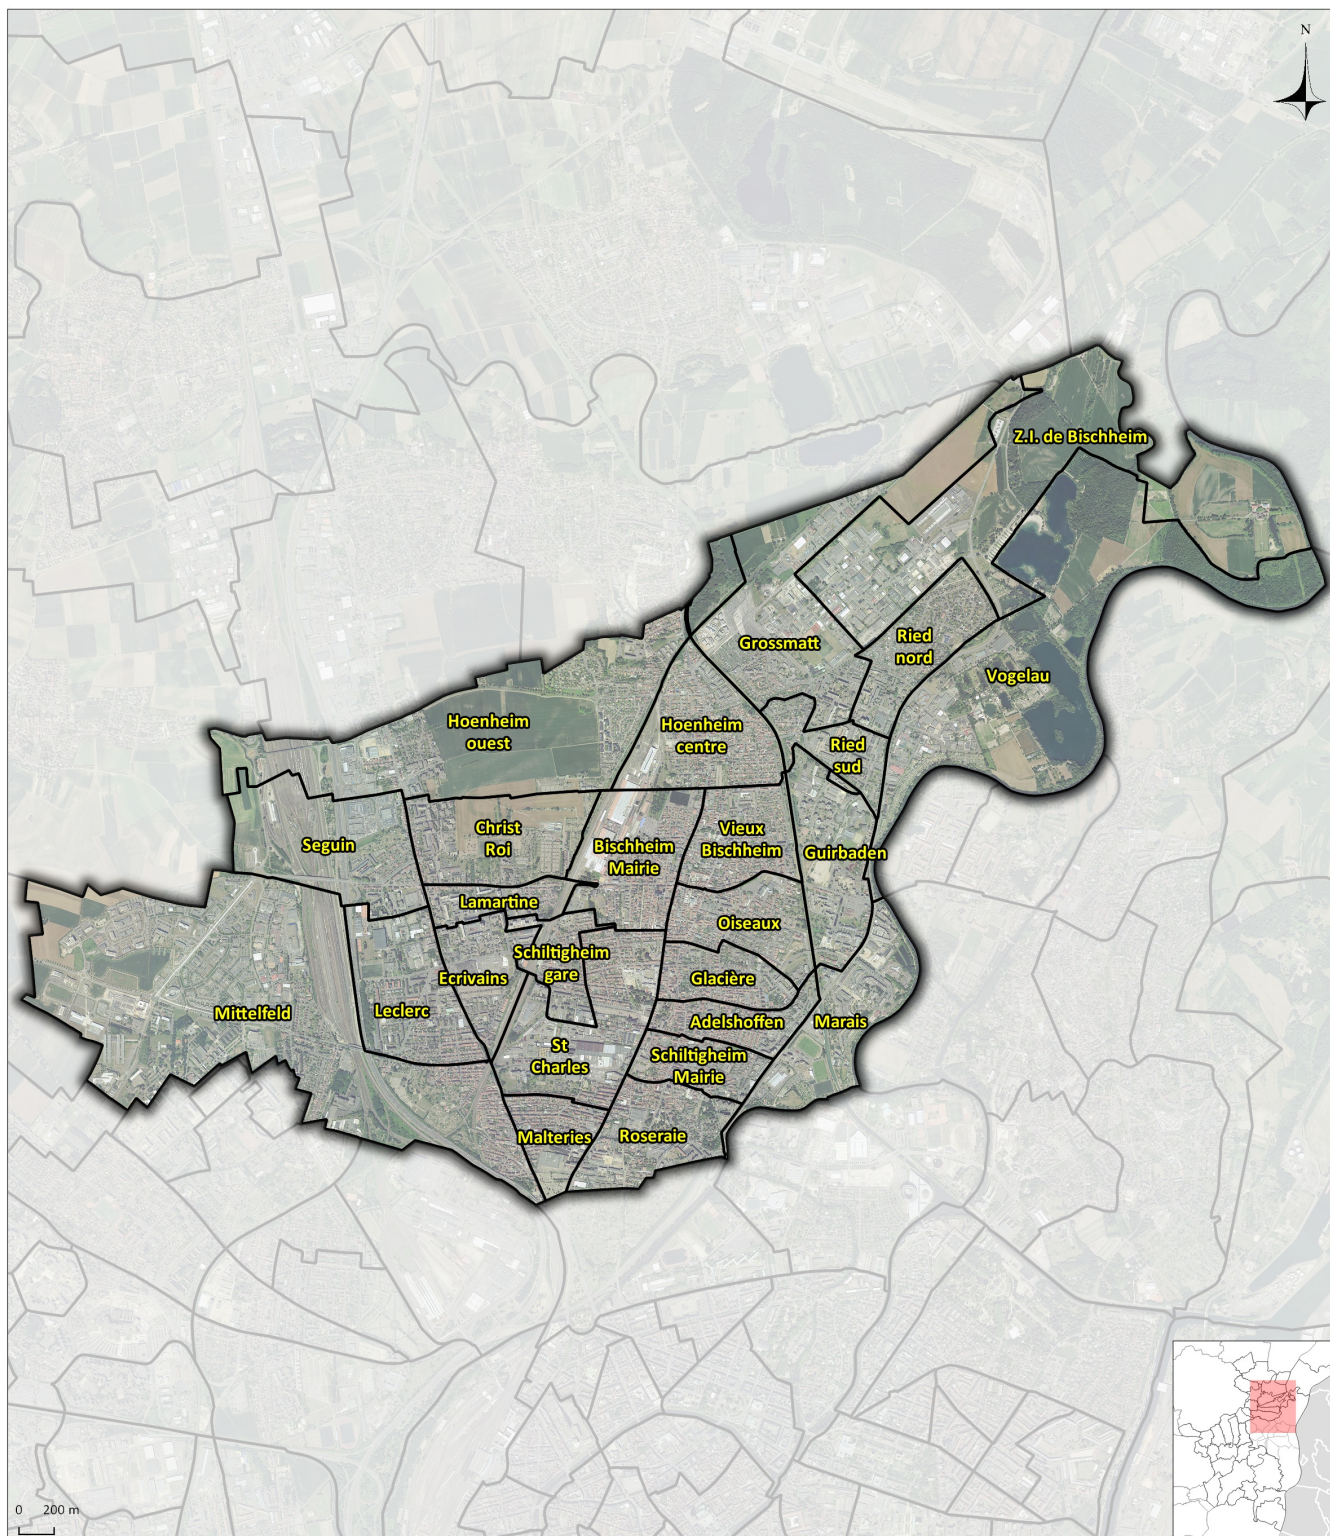 N
Z.I. de Bischheim
Grossmatt
Ried
nord
Vogelau
Hoenheim
ouest
Hoenheim
centre
Ried
sud
Seguin
Christ
Roi
Bischheim
Mairie
Vieux
Bischheim
Guirbaden
Lamartine
Oiseaux
Schiltigheim
gare
Ecrivains
Glacière
Mittelfeld
Leclerc
Adelshoffen
Marais
St
Charles
Schiltigheim
Mairie
Malteries
Roseraie
0 200 m